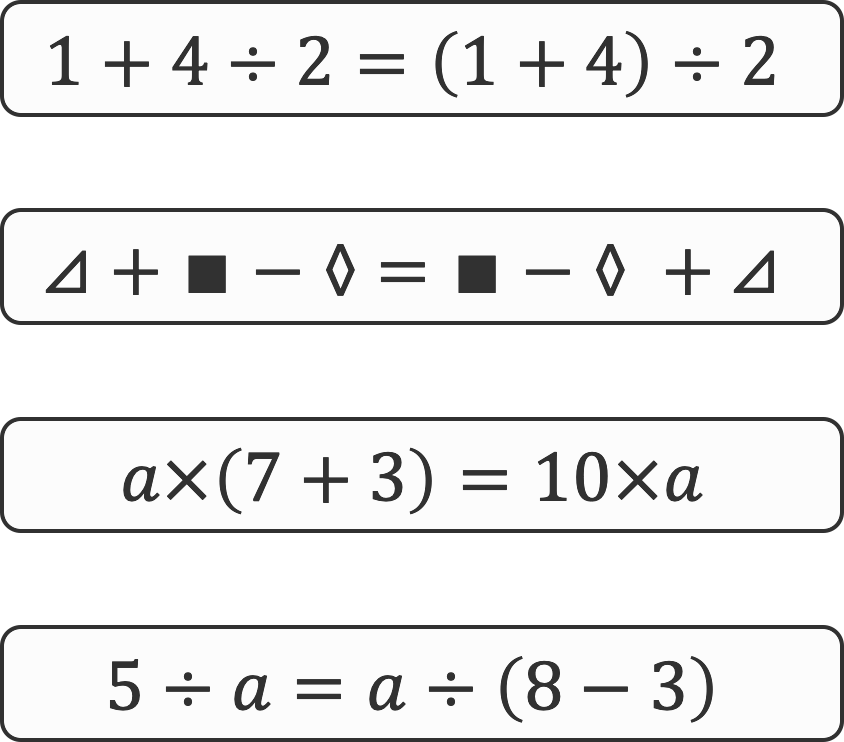 1 + 4 ÷ 2 = (1 + 4) ÷ 2
⊿ + ■ − ◊ = ■ − ◊ + ⊿
a×(7 + 3) = 10×a
5 ÷ a = a ÷ (8 − 3)